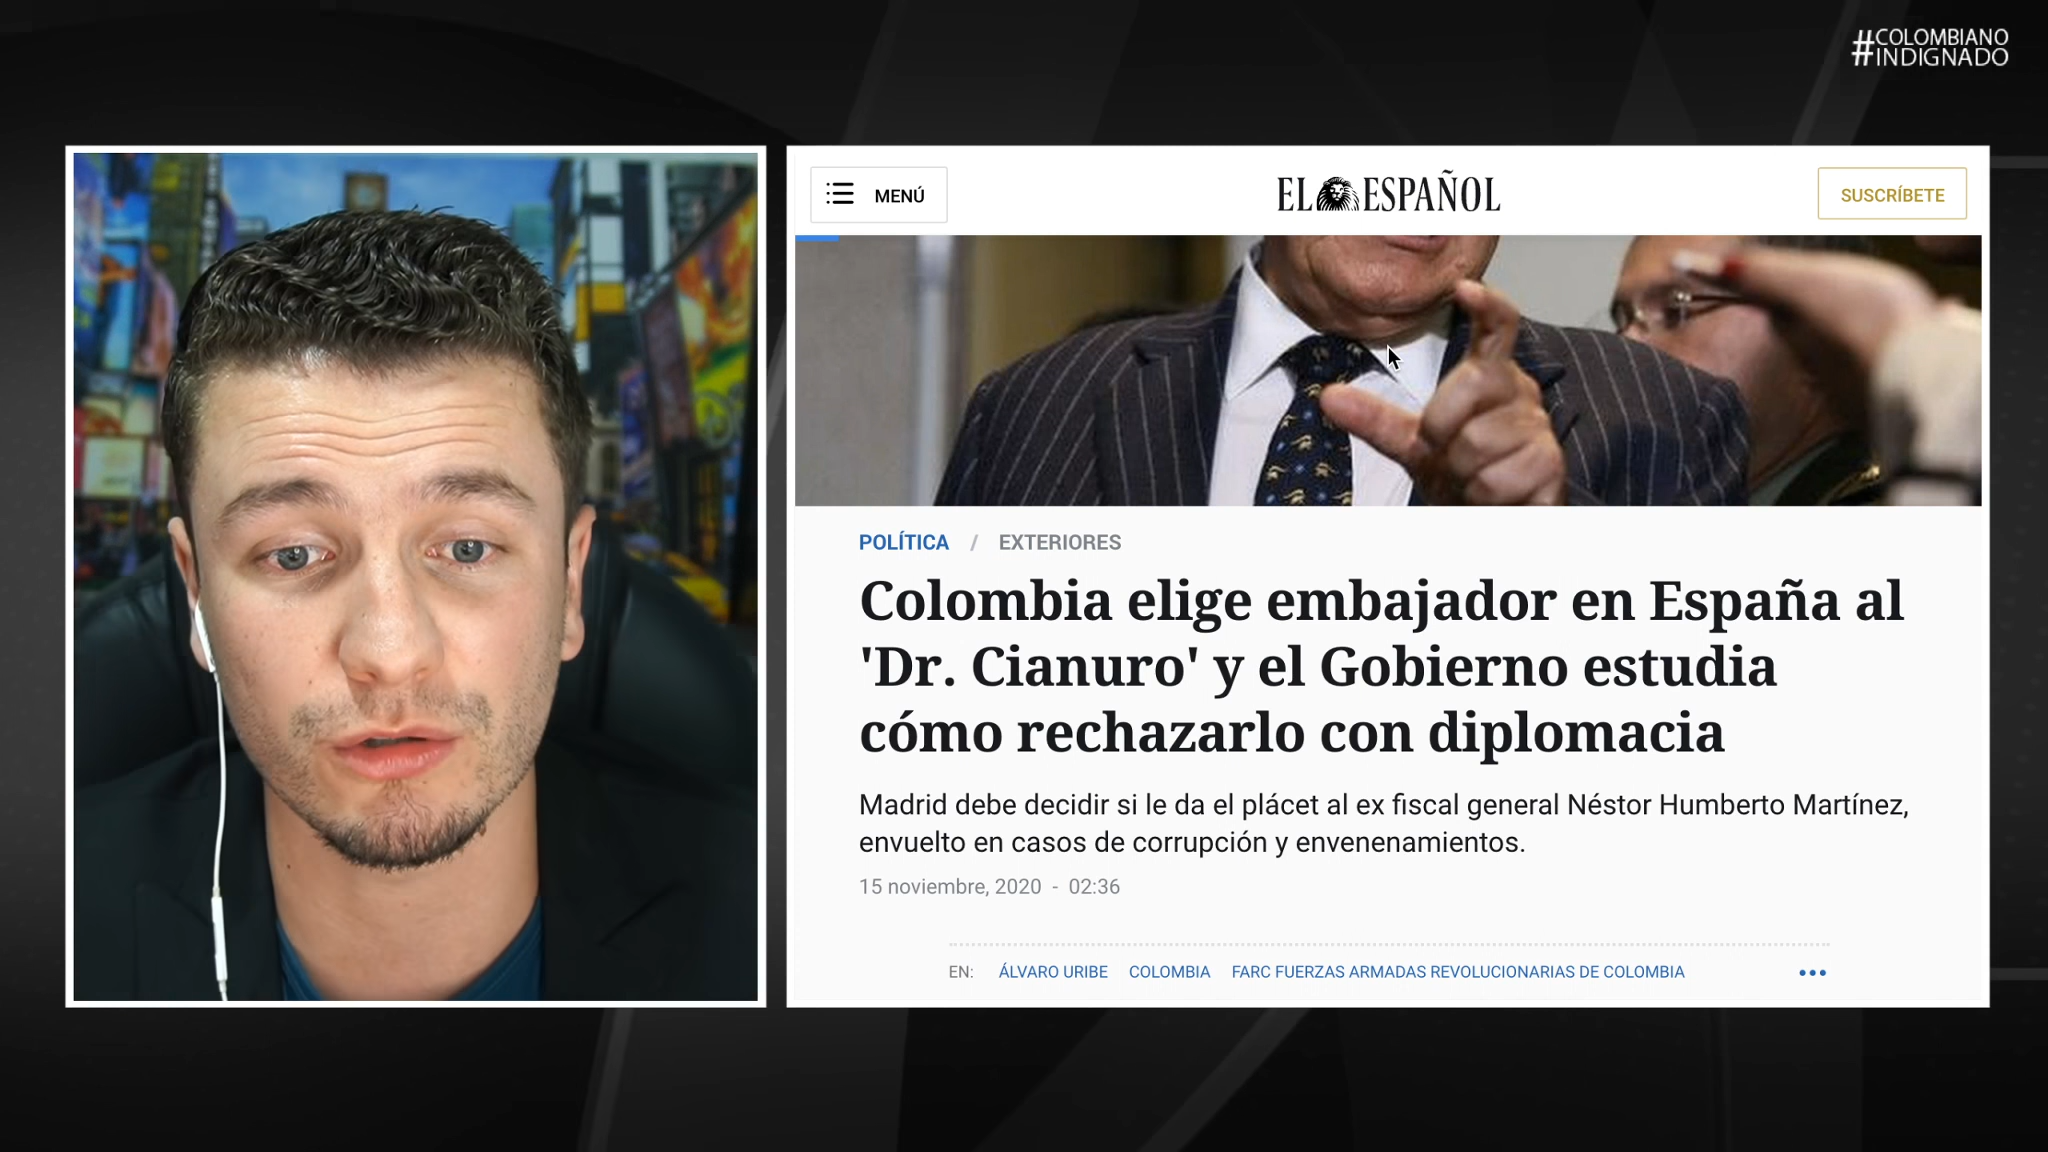 #COLOMBIANO
INDIGNADO
MENÚ
EL ESPAÑOL
SUSCRÍBETE
POLÍTICA / EXTERIORES
Colombia elige embajador en España al
'Dr. Cianuro' y el Gobierno estudia
cómo rechazarlo con diplomacia
Madrid debe decidir si le da el plácet al ex fiscal general Néstor Humberto Martínez,
envuelto en casos de corrupción y envenenamientos.
15 noviembre, 2020 - 02:36
EN: ÁLVARO URIBE COLOMBIA FARC FUERZAS ARMADAS REVOLUCIONARIAS DE COLOMBIA